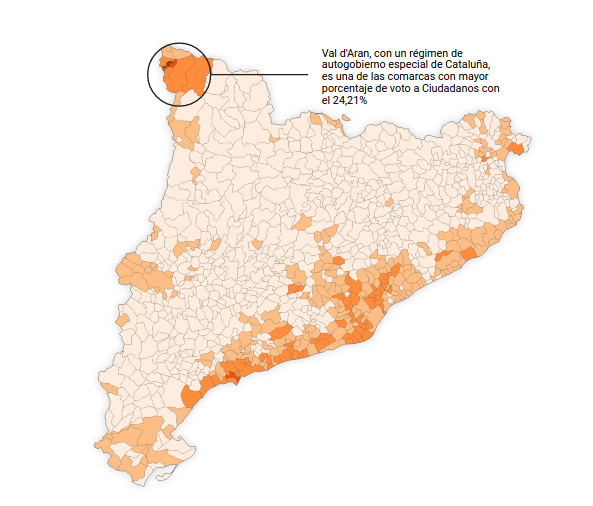 Val d'Aran, con un régimen de
autogobierno especial de Cataluña,
es una de las comarcas con mayor
porcentaje de voto a Ciudadanos con
el 24,21%